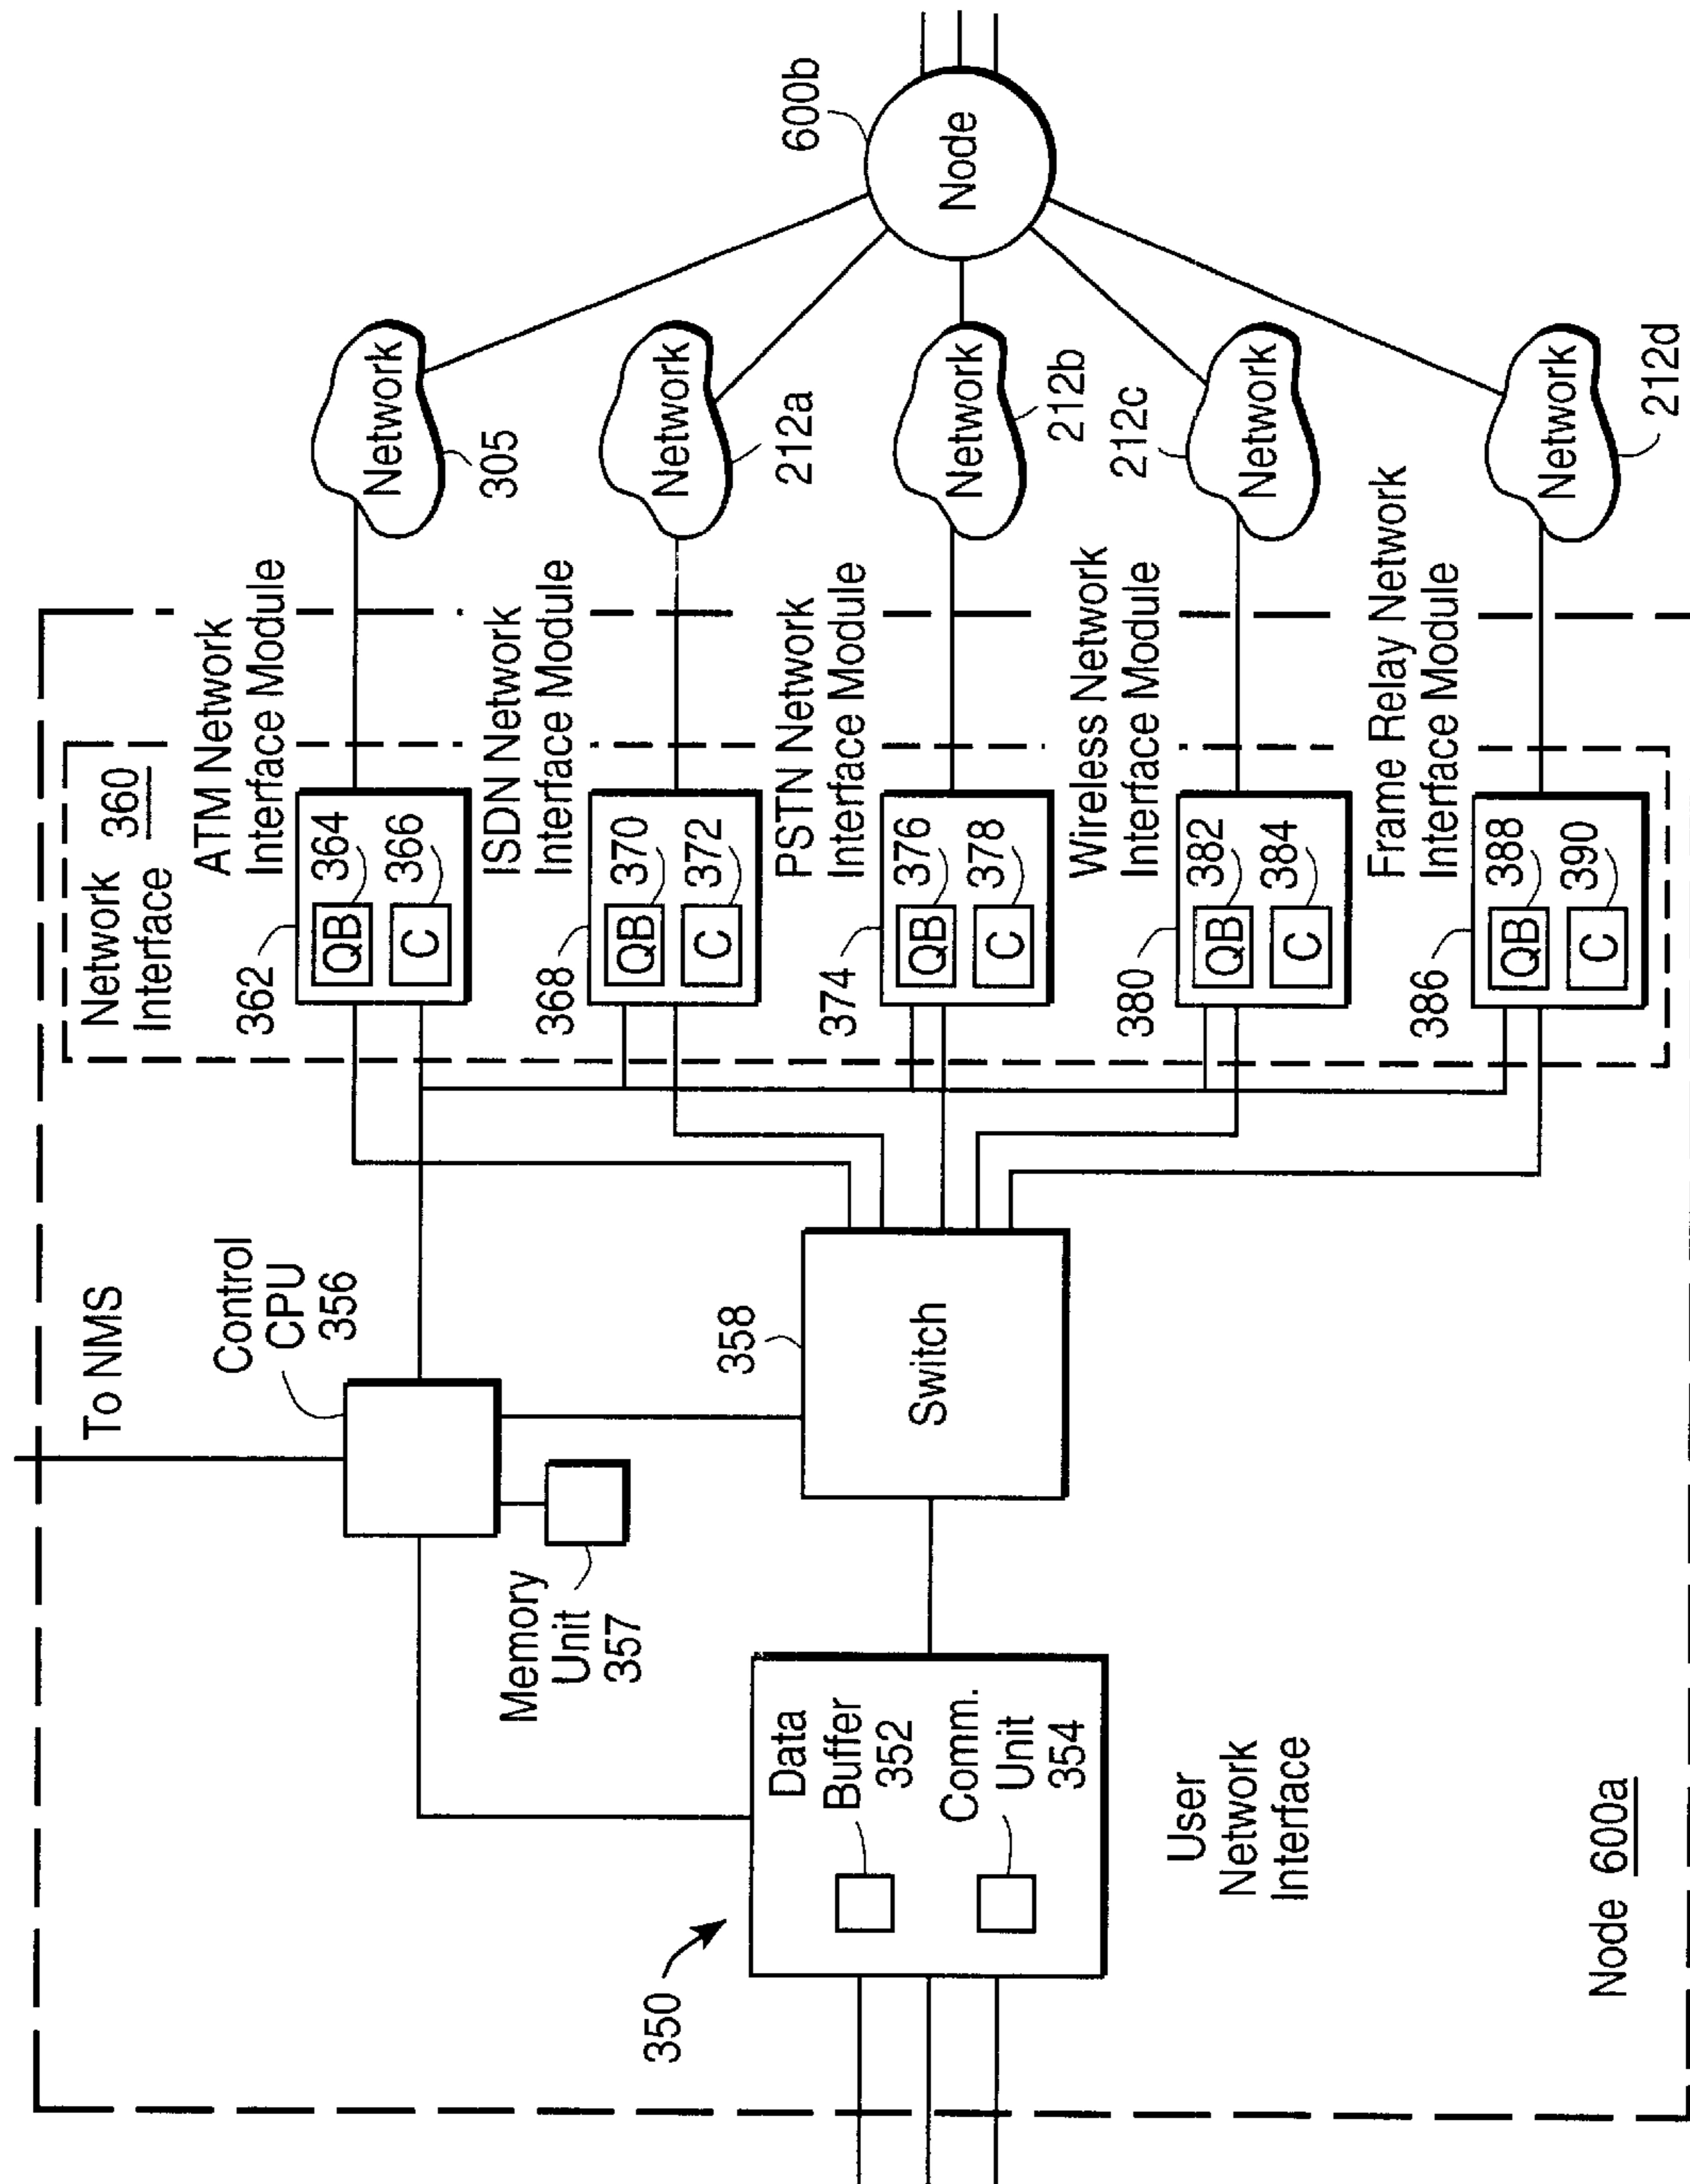 To NMS
Control
CPU
356
Network
Interface
360
ATM Network
Interface Module
362
QB
364
C
366
Network
305
ISDN Network
Interface Module
368
QB
370
C
372
Network
212a
PSTN Network
Interface Module
374
QB
376
C
378
Network
212b
Wireless Network
Interface Module
380
QB
382
C
384
Network
212c
Frame Relay Network
Interface Module
386
QB
388
C
390
Network
212d
Node
600b
Memory
Unit
357
358
Switch
350
Data
Buffer
352
Comm.
Unit
354
User
Network
Interface
Node 600a